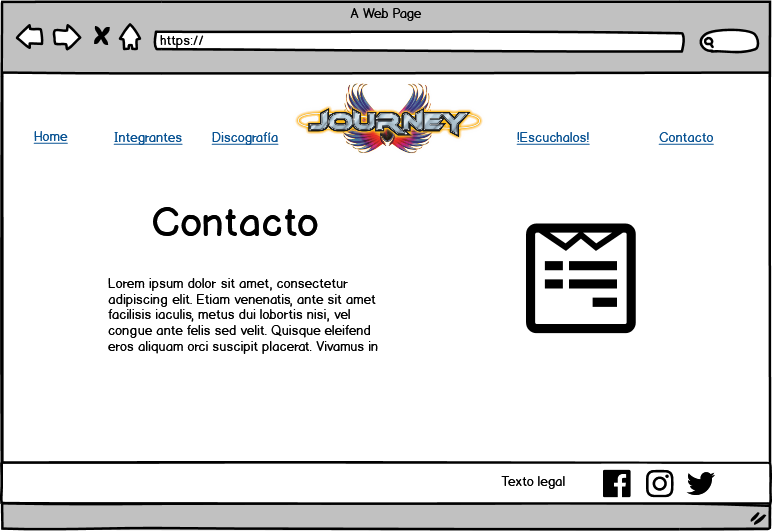 A Web Page
https://
Home Integrantes Discografía JOURNEY !Escuchalos! Contacto
Contacto
Lorem ipsum dolor sit amet, consectetur
adipiscing elit. Etiam venenatis, ante sit amet
facilisis iaculis, metus dui lobortis nisi, vel
congue ante felis sed velit. Quisque eleifend
eros aliquam orci suscipit placerat. Vivamus in
Texto legal